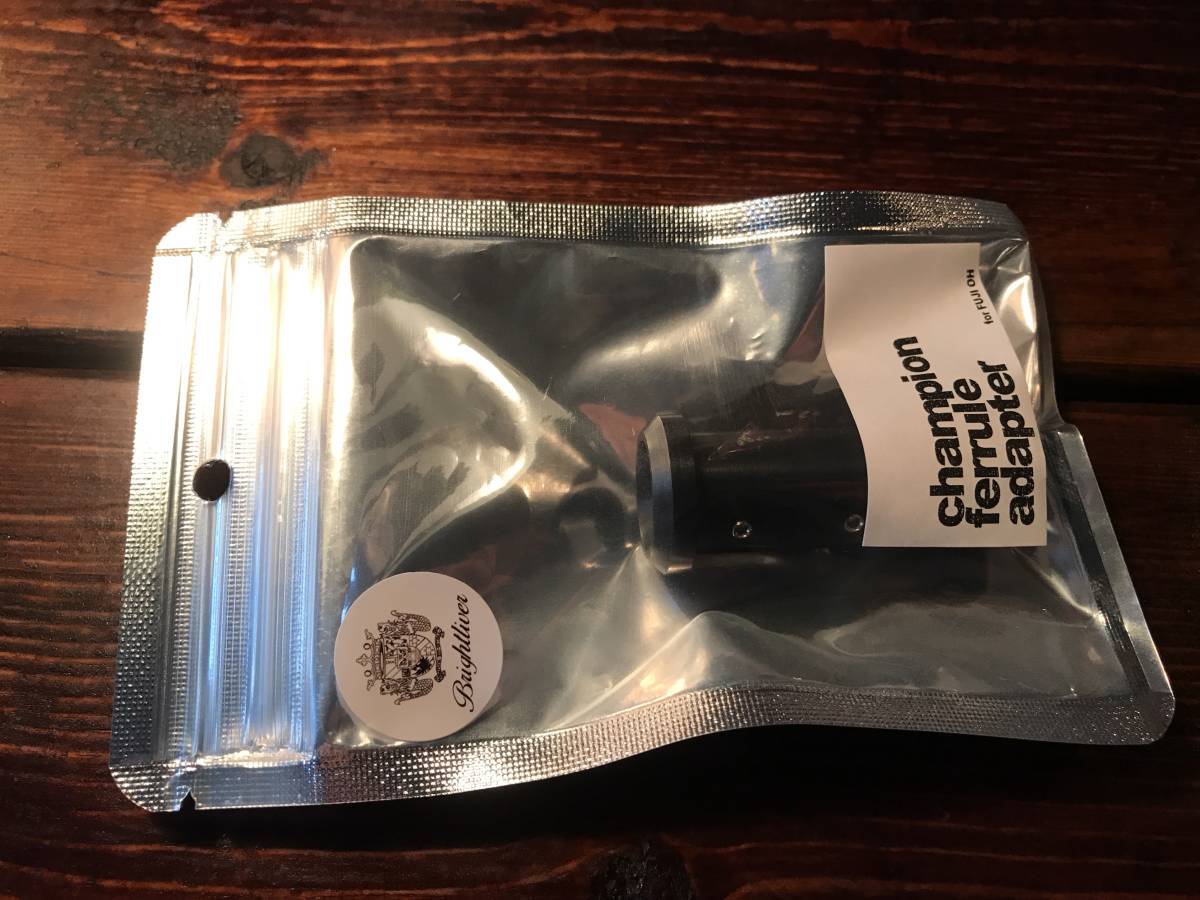 champion
ferrule
adapter
for FUJI OH
Brightliver